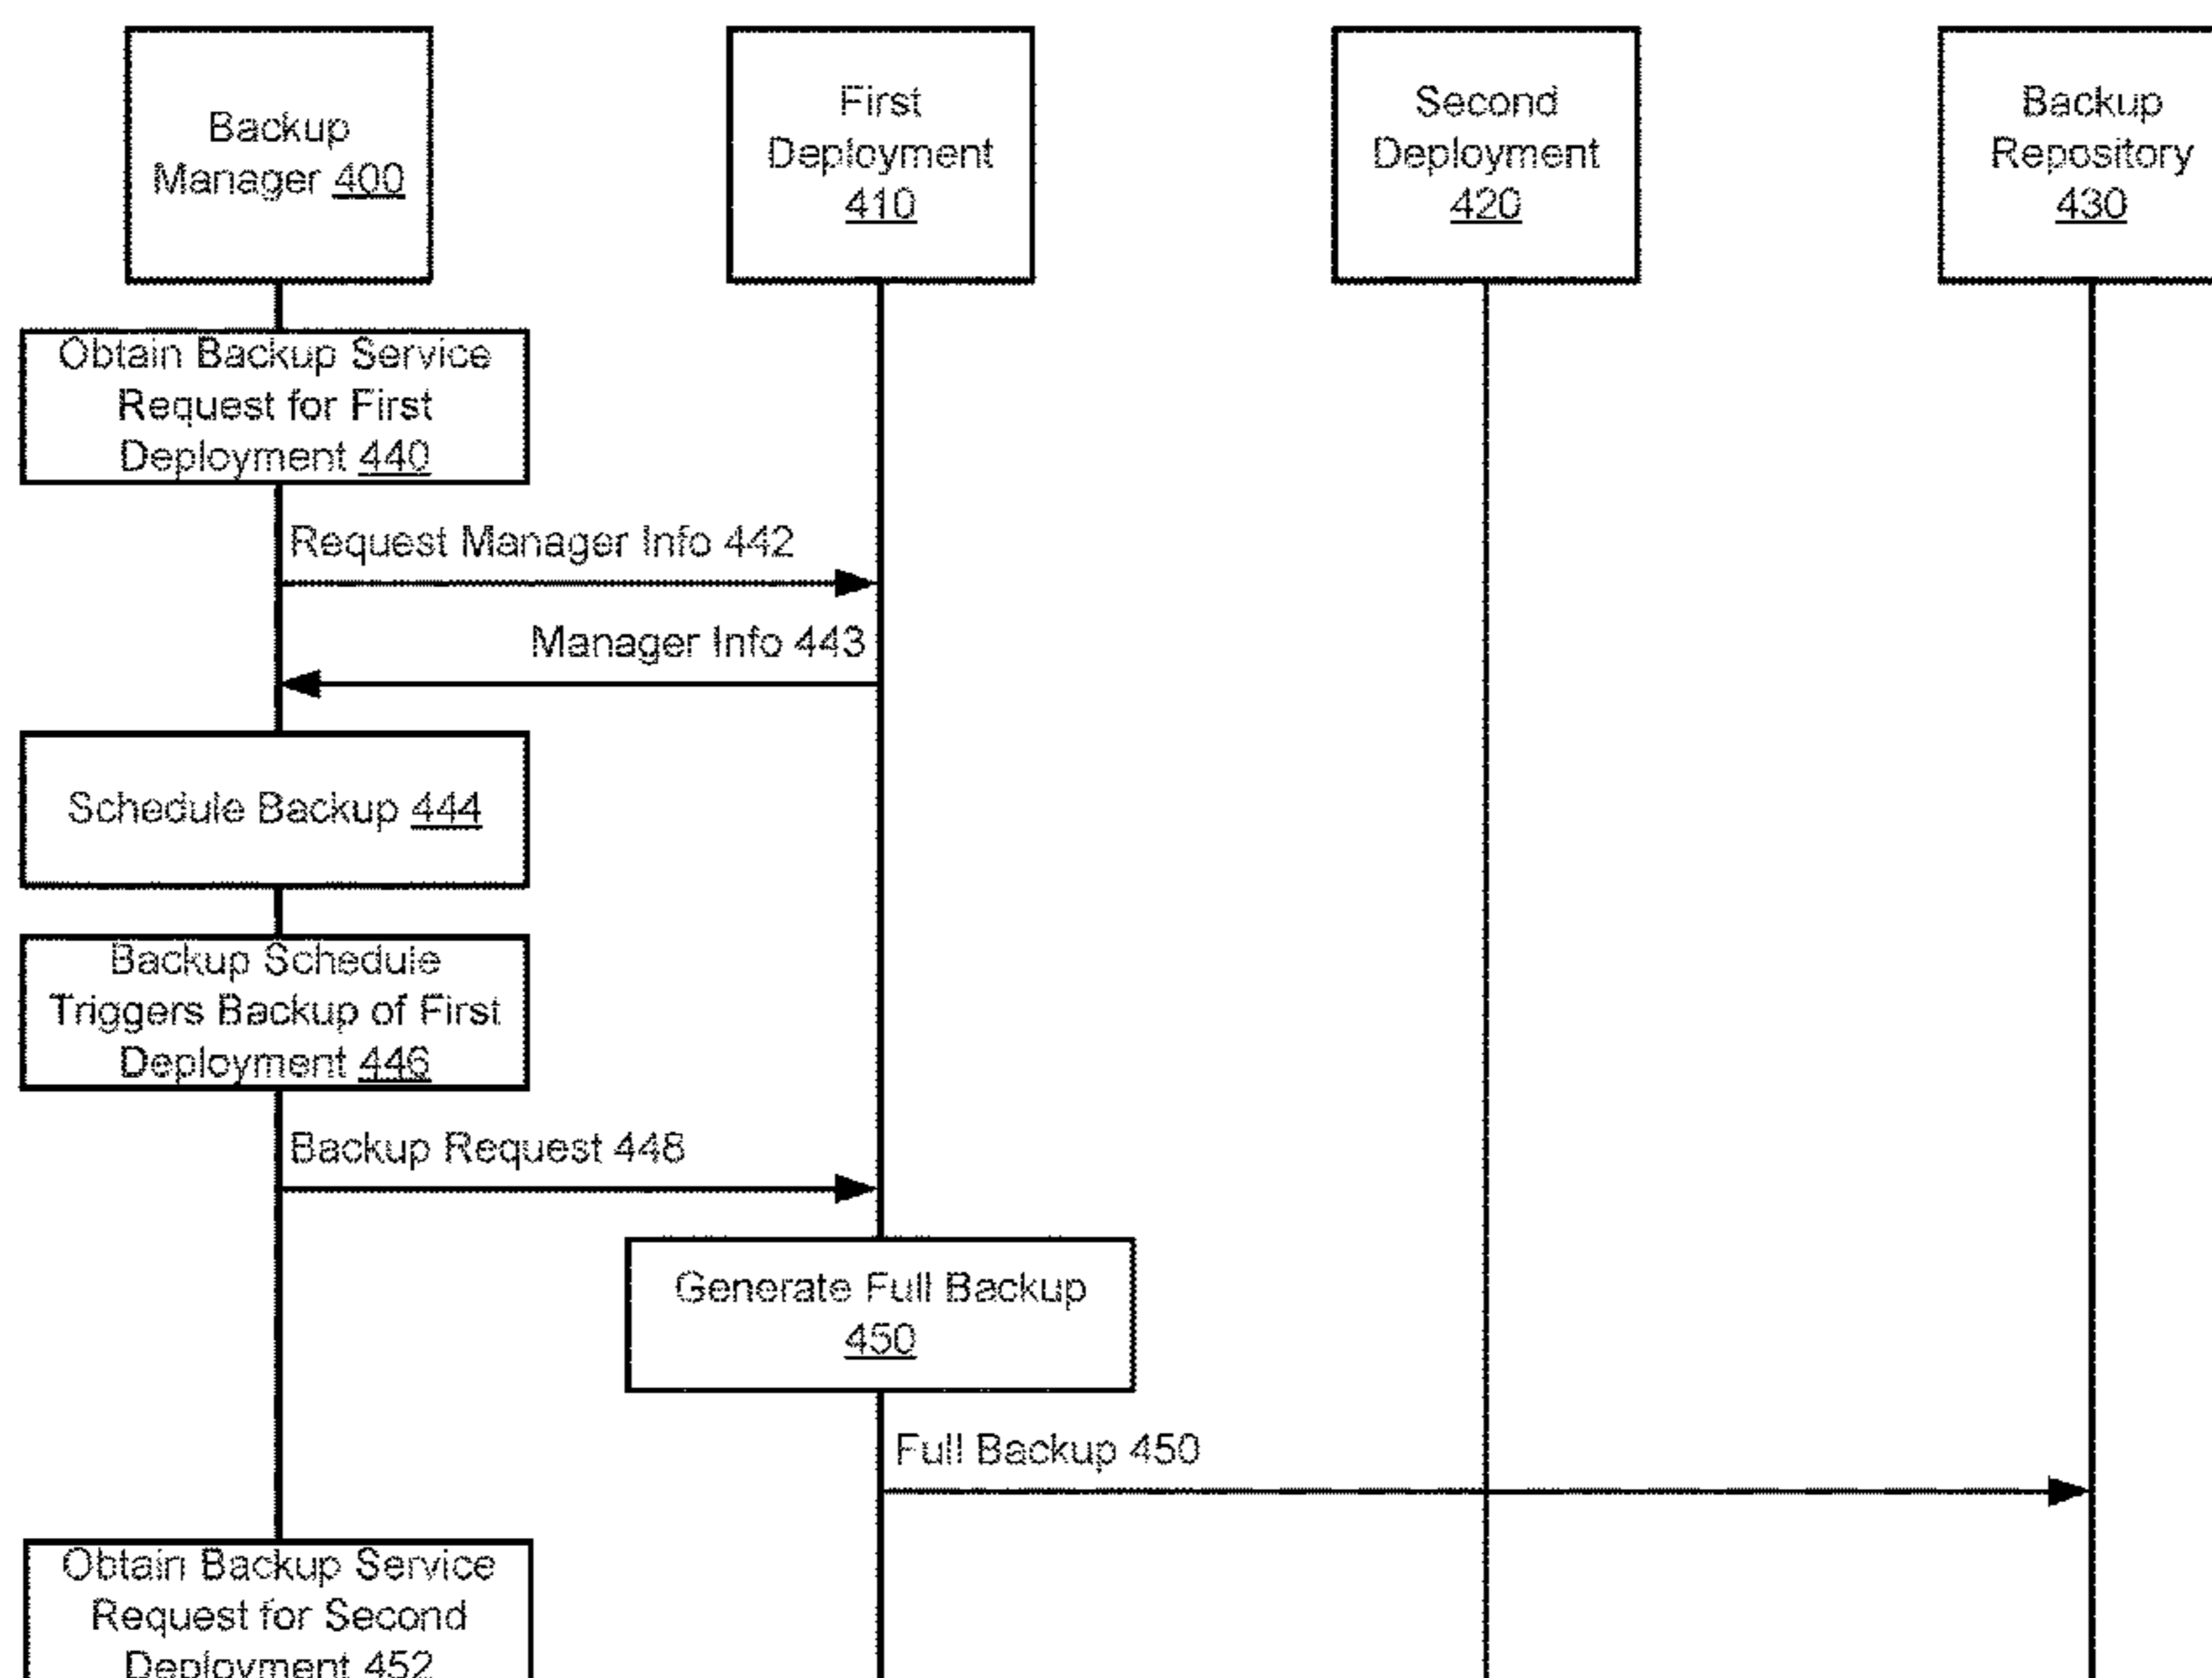 Backup
Manager 400
First
Deployment
410
Second
Deployment
420
Backup
Repository
430
Obtain Backup Service
Request for First
Deployment 440
Request Manager Info 442
Manager Info 443
Schedule Backup 444
Backup Schedule
Triggers Backup of First
Deployment 446
Backup Request 448
Generate Full Backup
450
Full Backup 450
Obtain Backup Service
Request for Second
Deployment 452